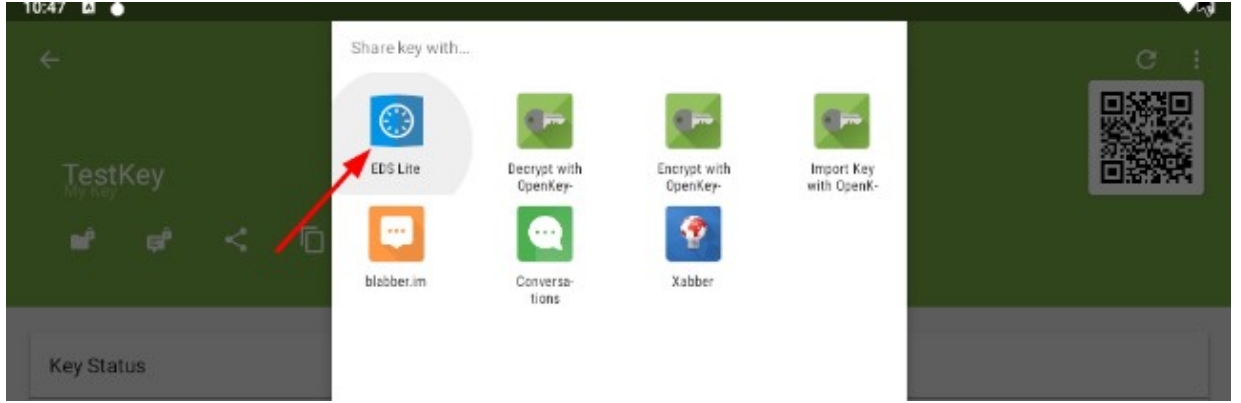 10:47
Share key with...
TestKey
My Key
EDS Lite
Decrypt with
OpenKey-
Encrypt with
OpenKey-
Import Key
with OpenK-
blabber.im
Conversa-
tions
Xabber
Key Status